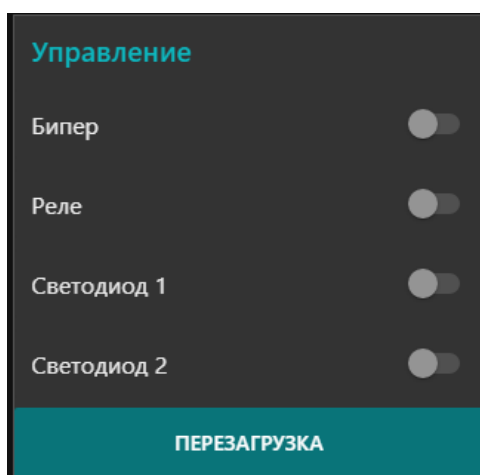 Управление
Бипер
Реле
Светодиод 1
Светодиод 2
ПЕРЕЗАГРУЗКА